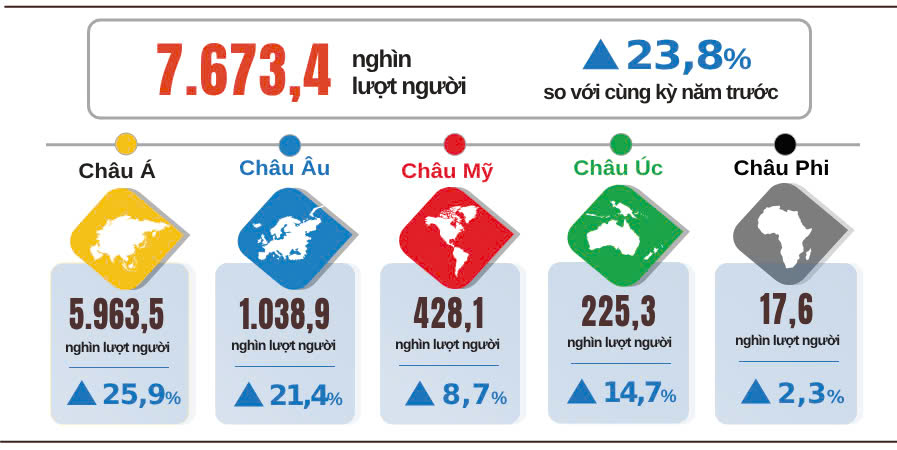 7.673,4 nghìn
lượt người
▲ 23,8%
so với cùng kỳ năm trước
Châu Á
Châu Âu
Châu Mỹ
Châu Úc
Châu Phi
5.963,5
nghìn lượt người
▲ 25,9%
1.038,9
nghìn lượt người
▲ 21,4%
428,1
nghìn lượt người
▲ 8,7%
225,3
nghìn lượt người
▲ 14,7%
17,6
nghìn lượt người
▲ 2,3%